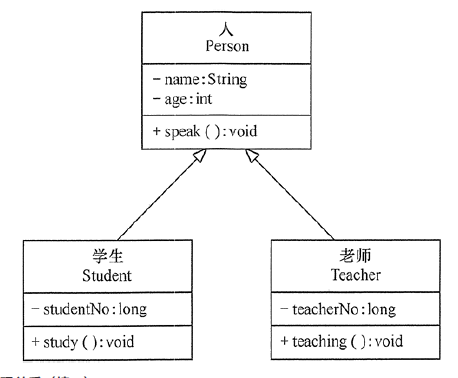 人
Person
- name:String
- age:int
+ speak ( ):void
学生
Student
- studentNo:long
+ study ( ):void
老师
Teacher
- teacherNo:long
+ teaching ( ):void